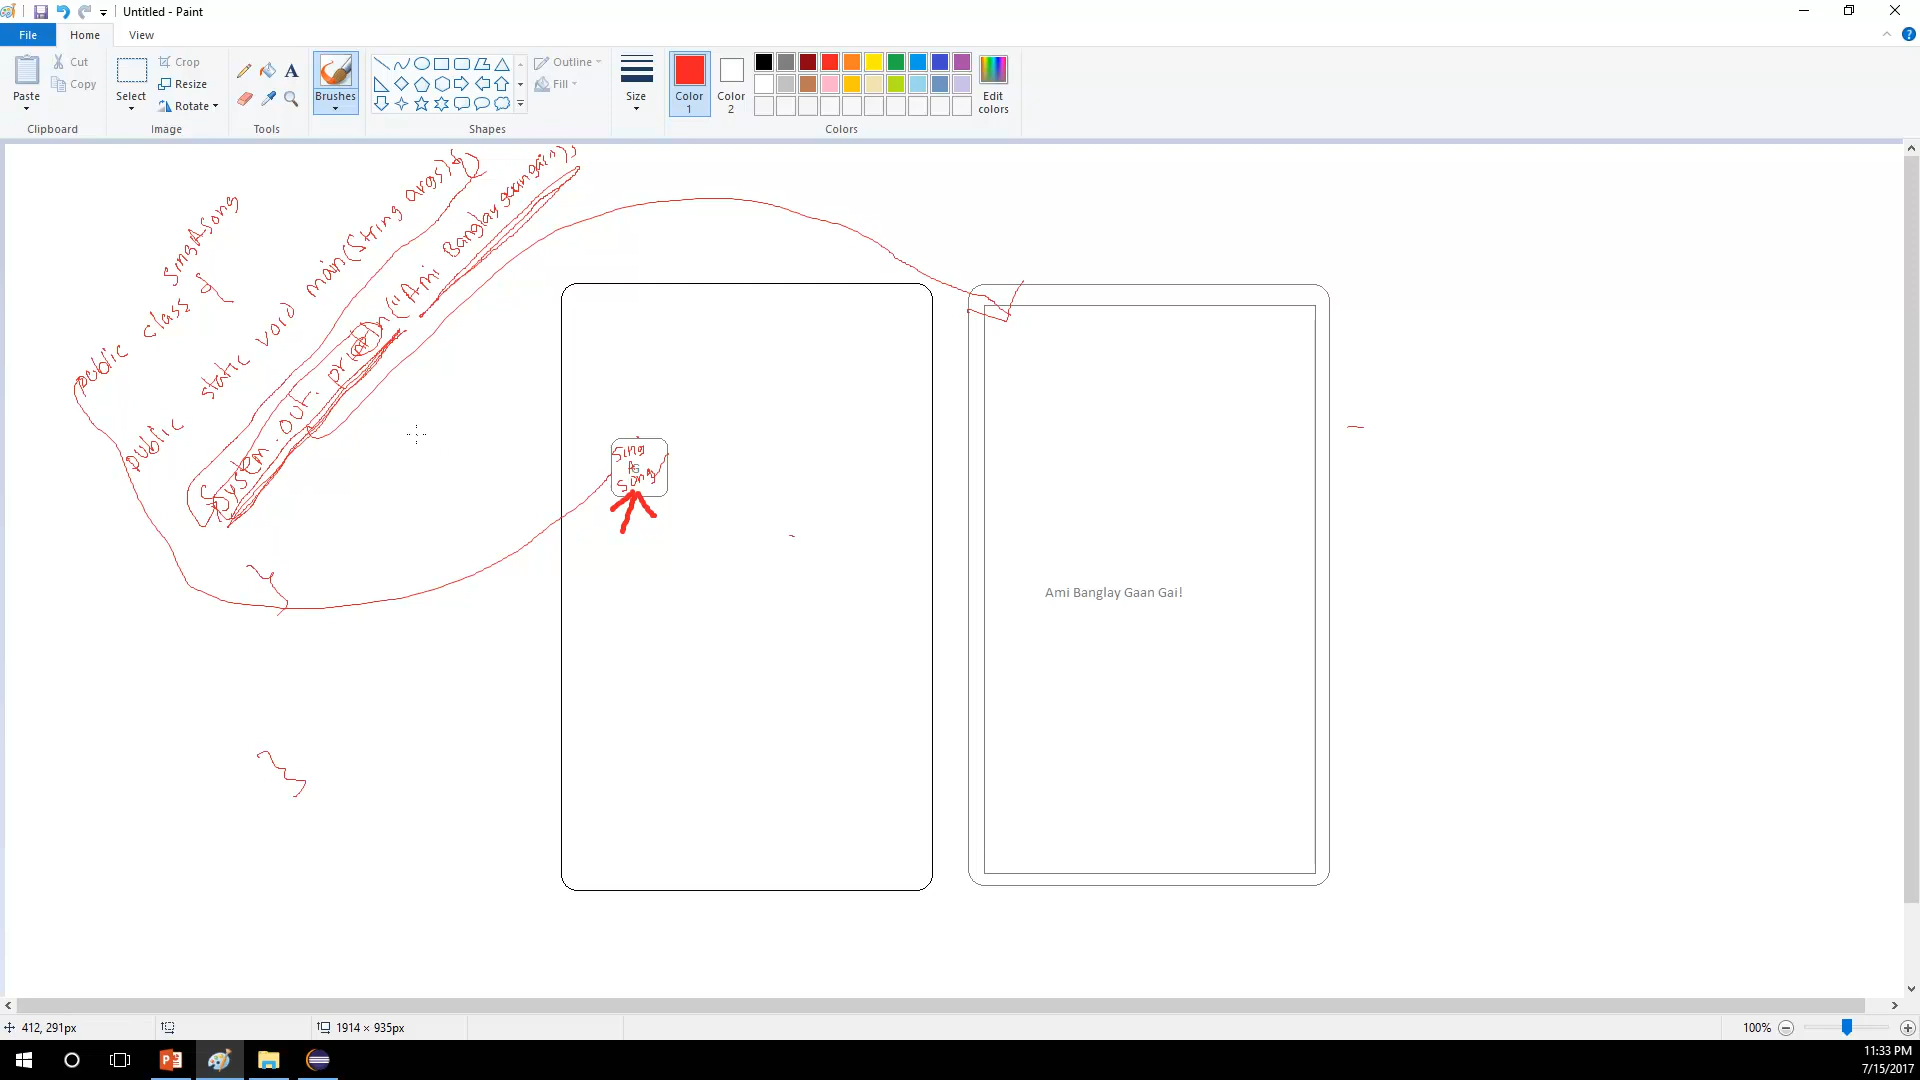 Untitled - Paint
File
Home
View
Paste
Cut
Copy
Clipboard
Select
Crop
Resize
Rotate
Image
A
Tools
Brushes
Shapes
Outline
Fill
Size
Color
1
Color
2
Edit
colors
Colors
SingAsong
public class {
public static void main(String args){
System.out.println("Ami Banglay gaan gai")
}
}
Sing
A
Song
Ami Banglay Gaan Gai!
412, 291px
1914 × 935px
100%
11:33 PM
7/15/2017